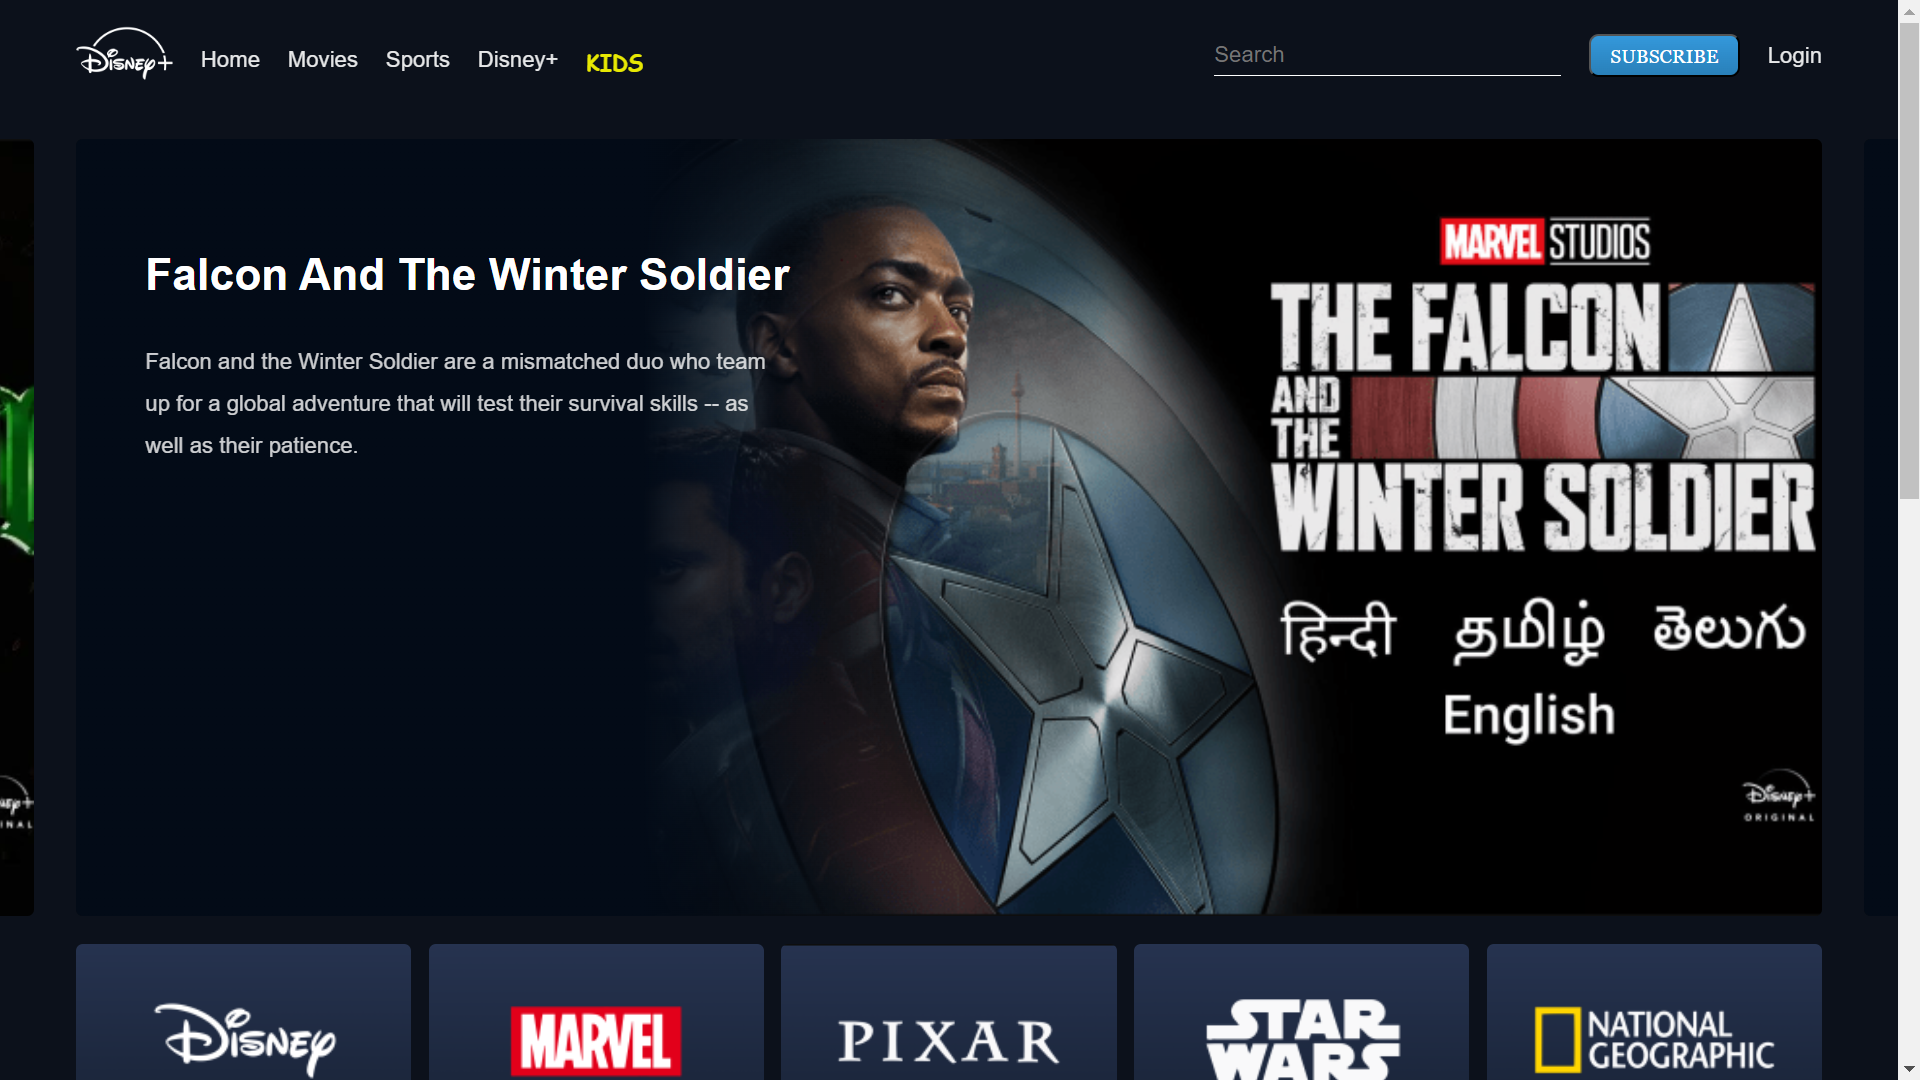 Disney+
Home
Movies
Sports
Disney+
KIDS
Search
SUBSCRIBE
Login
Falcon And The Winter Soldier
Falcon and the Winter Soldier are a mismatched duo who team
up for a global adventure that will test their survival skills -- as
well as their patience.
MARVEL STUDIOS
THE FALCON
AND
THE
WINTER SOLDIER
हिन्दी தமிழ் తెలుగు
English
Disney+
ORIGINAL
Disney
MARVEL
PIXAR
STAR
WARS
NATIONAL
GEOGRAPHIC